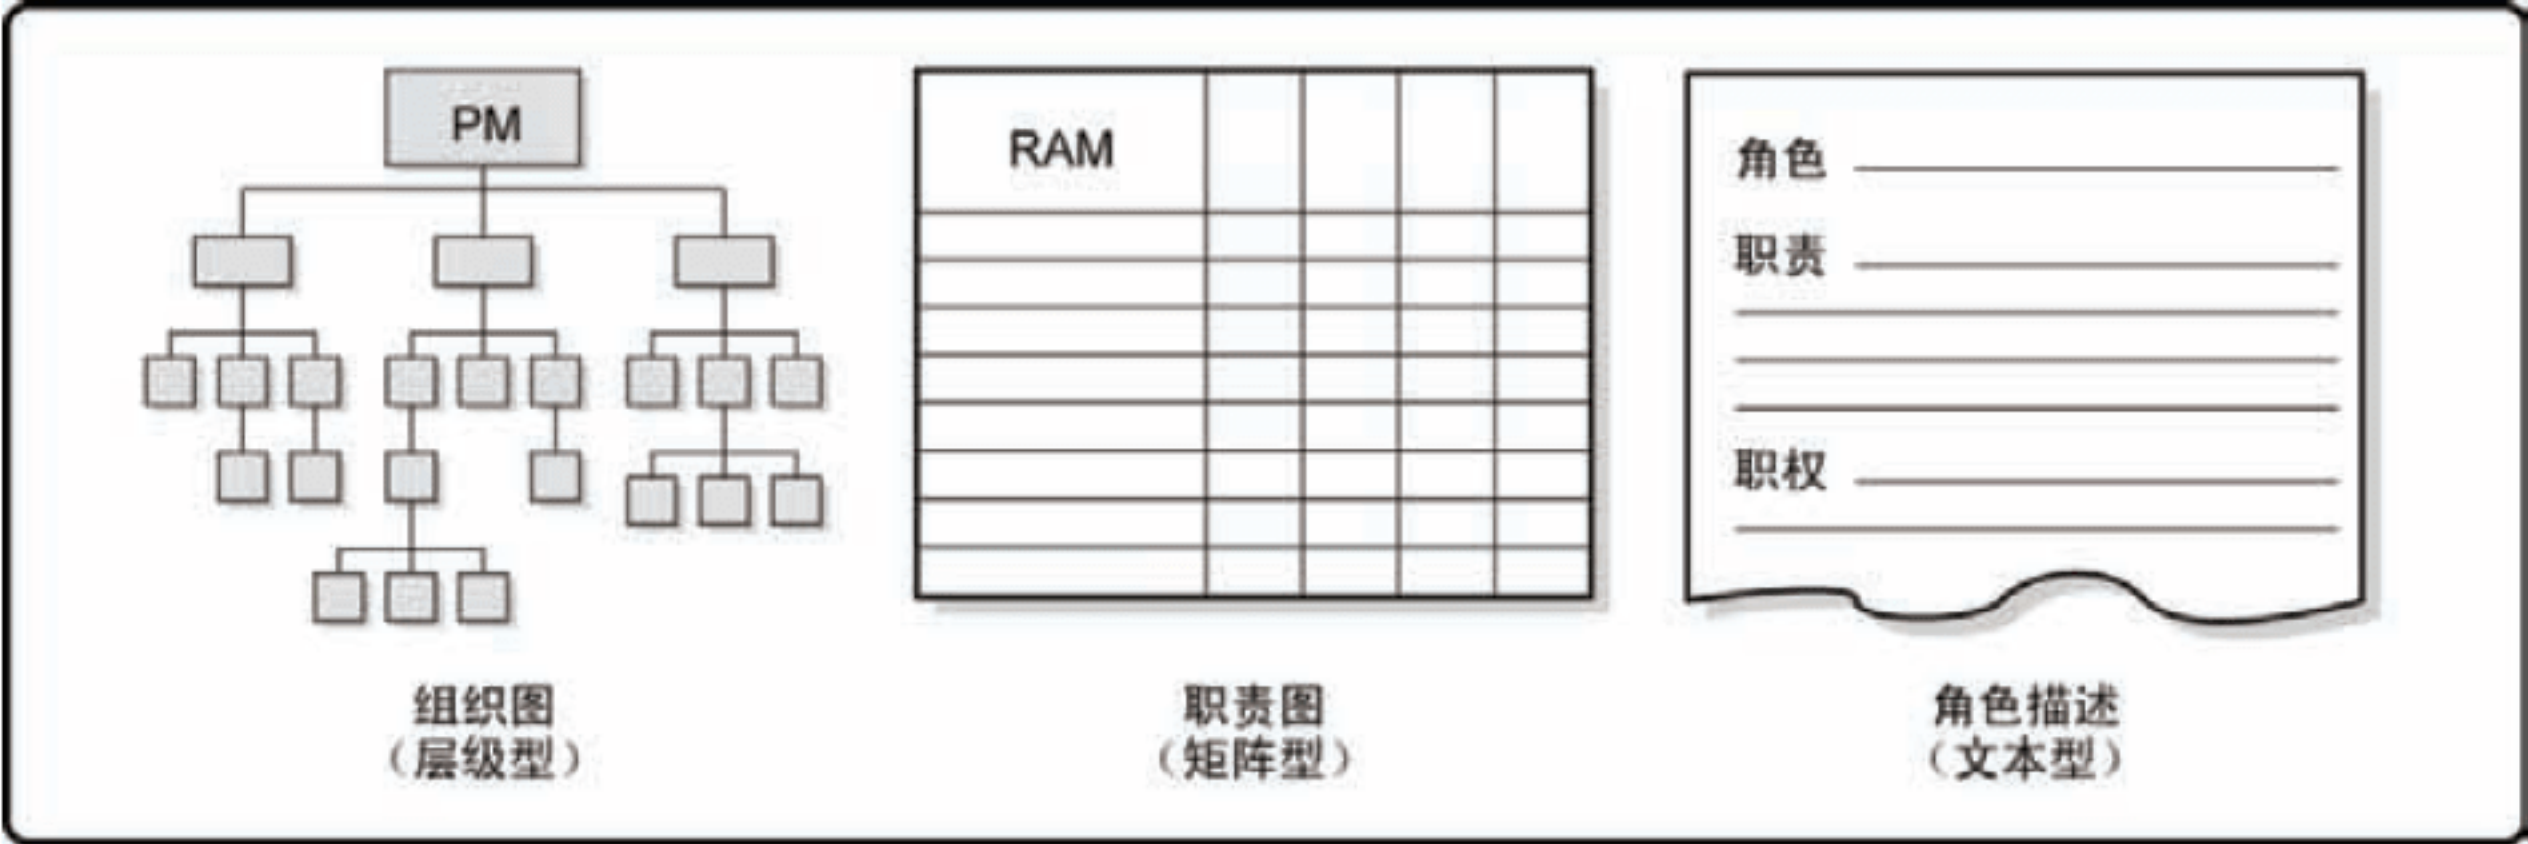 PM
组织图
（层级型）
RAM
职责图
（矩阵型）
角色
职责
职权
角色描述
（文本型）